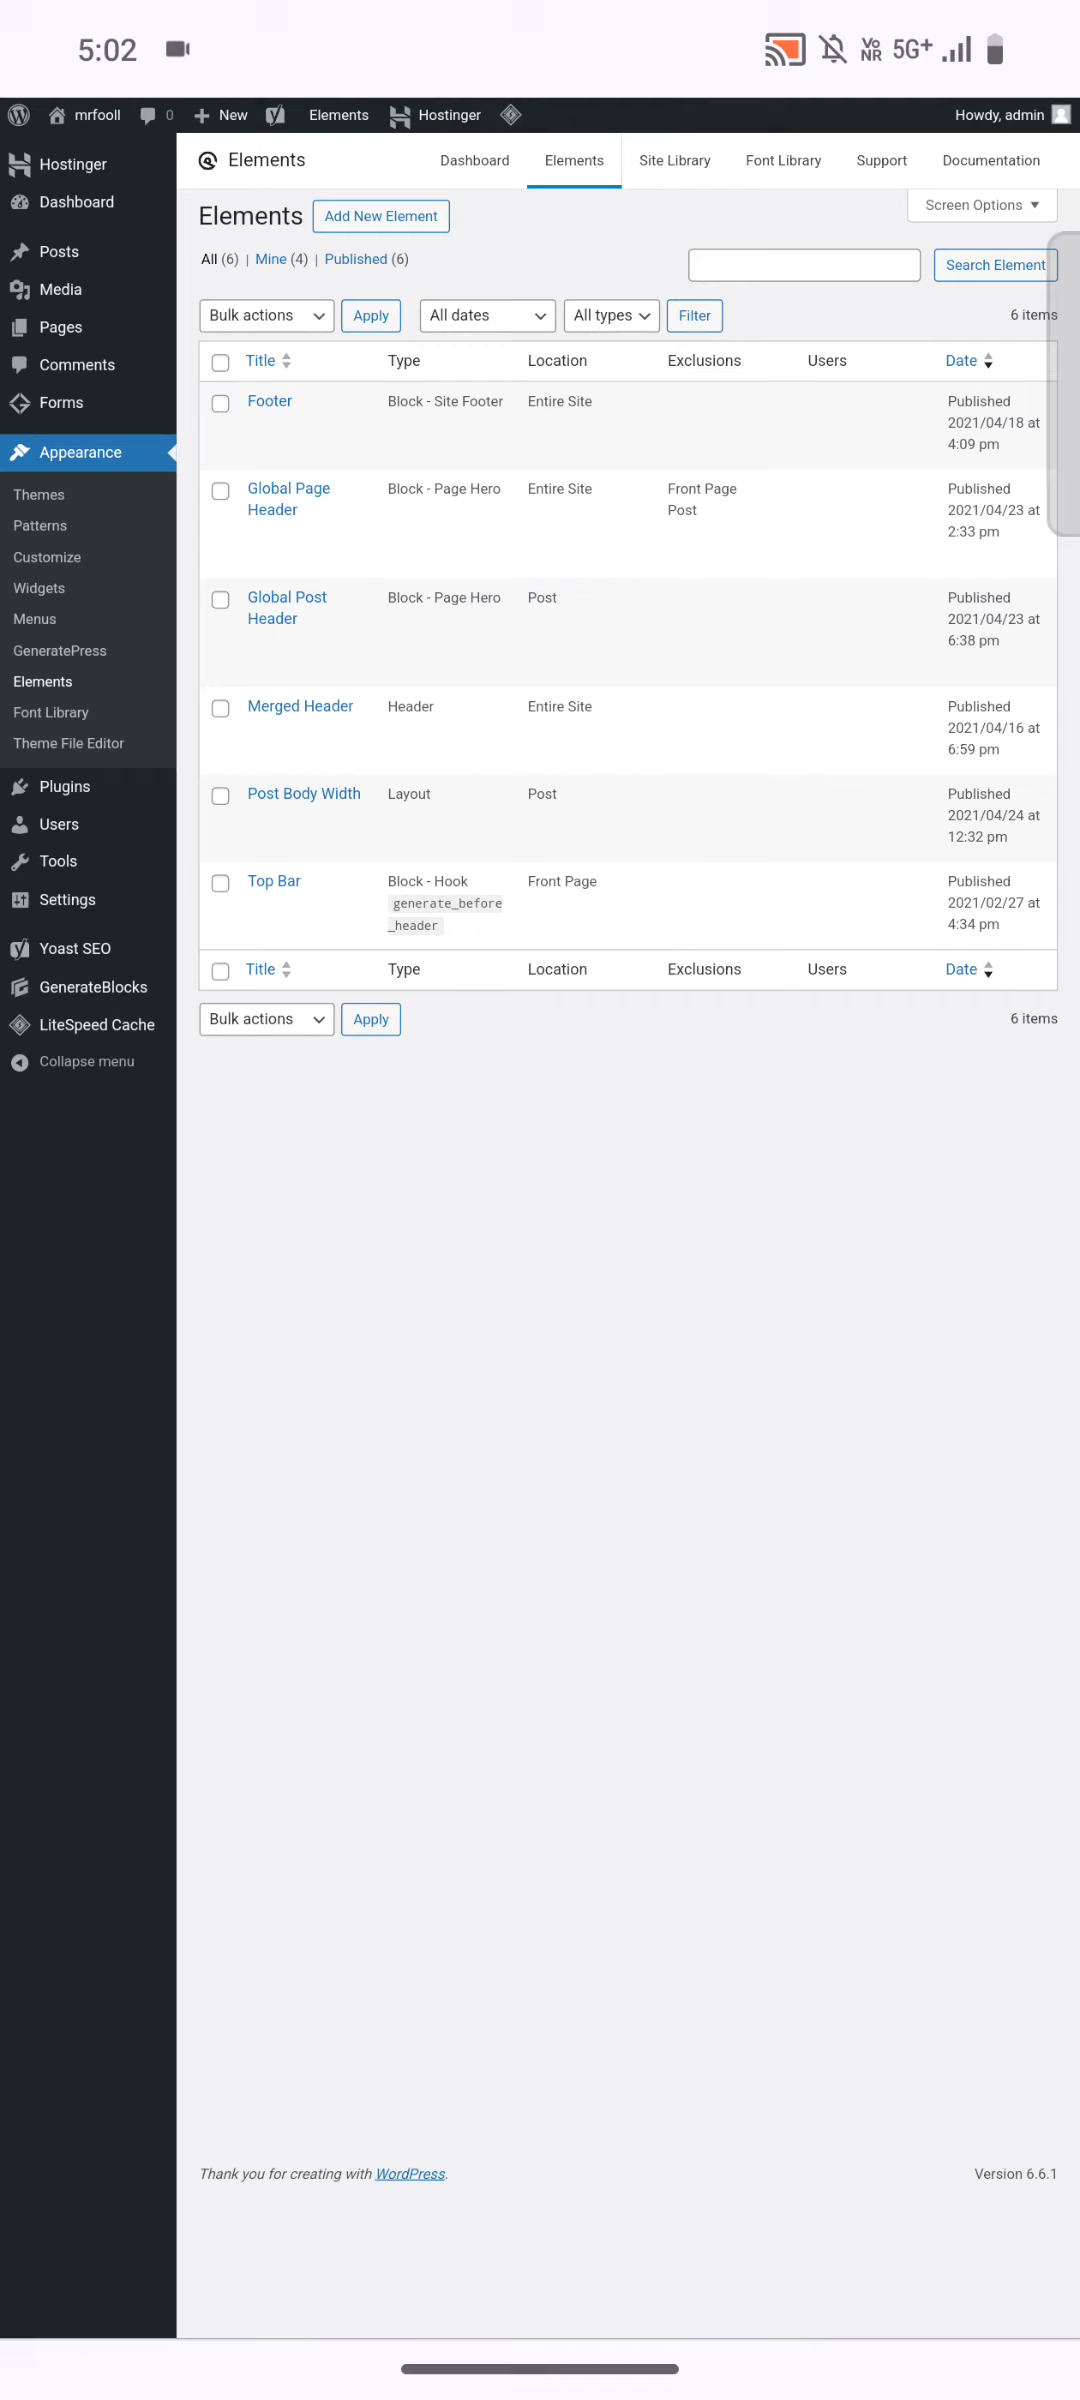 5:02
VO NR 5G+
mrfooll 0 New Elements Hostinger Howdy, admin
Hostinger
Dashboard
Posts
Media
Pages
Comments
Forms
Appearance
Themes
Patterns
Customize
Widgets
Menus
GeneratePress
Elements
Font Library
Theme File Editor
Plugins
Users
Tools
Settings
Yoast SEO
GenerateBlocks
LiteSpeed Cache
Collapse menu
Elements Dashboard Elements Site Library Font Library Support Documentation
Screen Options
Elements Add New Element
All (6) | Mine (4) | Published (6)
Search Element
Bulk actions Apply All dates All types Filter 6 items
Title Type Location Exclusions Users Date
Footer Block - Site Footer Entire Site Published
2021/04/18 at
4:09 pm
Global Page Block - Page Hero Entire Site Front Page Published
Header Post 2021/04/23 at
2:33 pm
Global Post Block - Page Hero Post Published
Header 2021/04/23 at
6:38 pm
Merged Header Header Entire Site Published
2021/04/16 at
6:59 pm
Post Body Width Layout Post Published
2021/04/24 at
12:32 pm
Top Bar Block - Hook Front Page Published
generate_before 2021/02/27 at
_header 4:34 pm
Title Type Location Exclusions Users Date
Bulk actions Apply 6 items
Thank you for creating with WordPress. Version 6.6.1